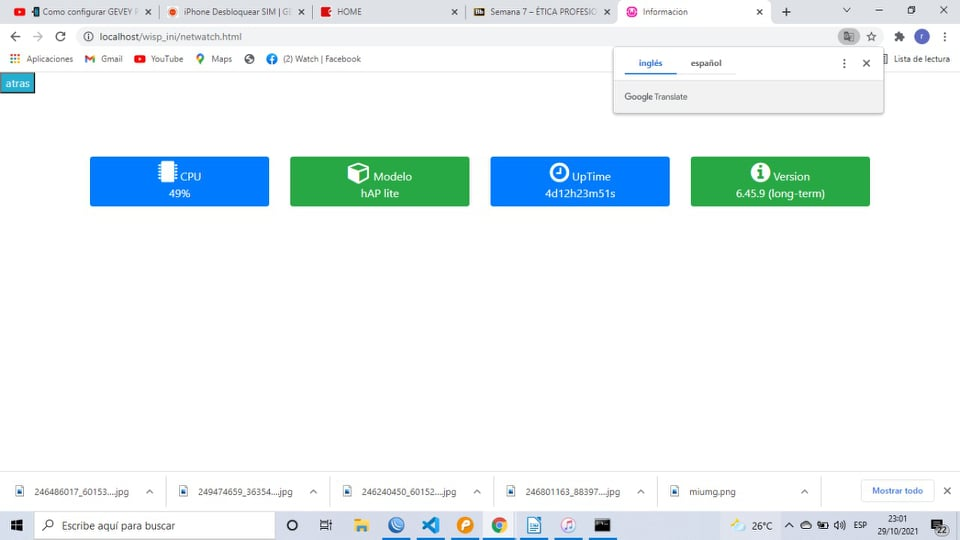 Como configurar GEVEY P
iPhone Desbloquear SIM | GE
HOME
Semana 7 – ÉTICA PROFESIO
Informacion
localhost/wisp_ini/netwatch.html
Aplicaciones
Gmail
YouTube
Maps
(2) Watch | Facebook
Lista de lectura
inglés
español
Google Translate
atras
CPU
49%
Modelo
hAP lite
UpTime
4d12h23m51s
Version
6.45.9 (long-term)
246486017_60153....jpg
249474659_36354....jpg
246240450_60152....jpg
246801163_88397....jpg
miumg.png
Mostrar todo
Escribe aquí para buscar
26°C
ESP
23:01
29/10/2021
22